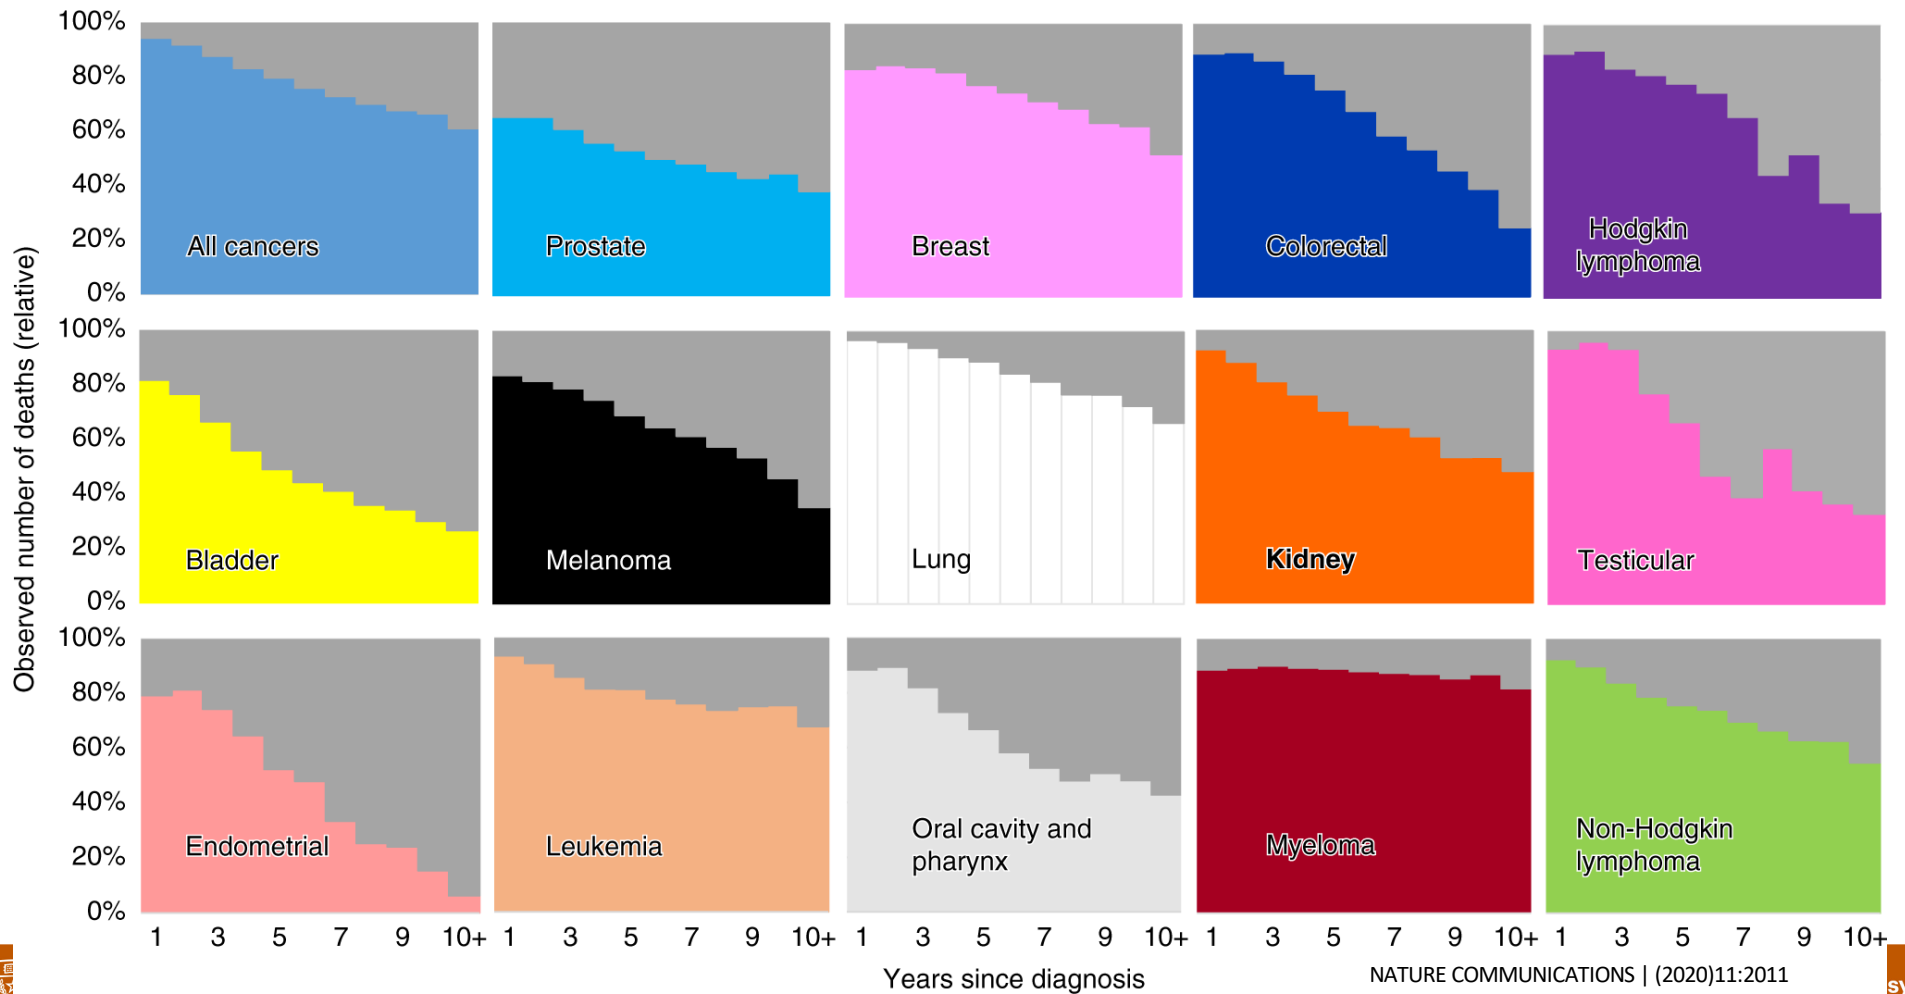 Observed number of deaths (relative)
100%
80%
60%
40%
20%
0%
All cancers
Prostate
Breast
Colorectal
Hodgkin
lymphoma
100%
80%
60%
40%
20%
0%
Bladder
Melanoma
Lung
Kidney
Testicular
100%
80%
60%
40%
20%
0%
Endometrial
Leukemia
Oral cavity and
pharynx
Myeloma
Non-Hodgkin
lymphoma
1 3 5 7 9 10+
1 3 5 7 9 10+
1 3 5 7 9 10+
1 3 5 7 9 10+
1 3 5 7 9 10+
Years since diagnosis
NATURE COMMUNICATIONS | (2020)11:2011